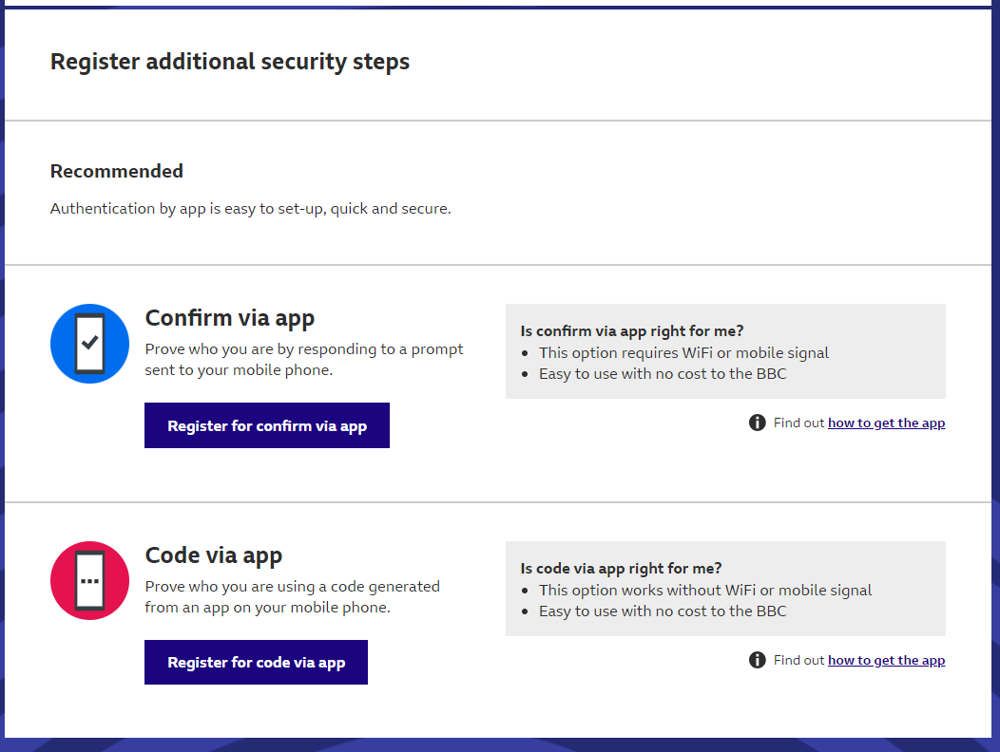 Register additional security steps
Recommended
Authentication by app is easy to set-up, quick and secure.
Confirm via app
Prove who you are by responding to a prompt
sent to your mobile phone.
Register for confirm via app
Is confirm via app right for me?
• This option requires WiFi or mobile signal
• Easy to use with no cost to the BBC
Find out how to get the app
Code via app
Prove who you are using a code generated
from an app on your mobile phone.
Register for code via app
Is code via app right for me?
• This option works without WiFi or mobile signal
• Easy to use with no cost to the BBC
Find out how to get the app